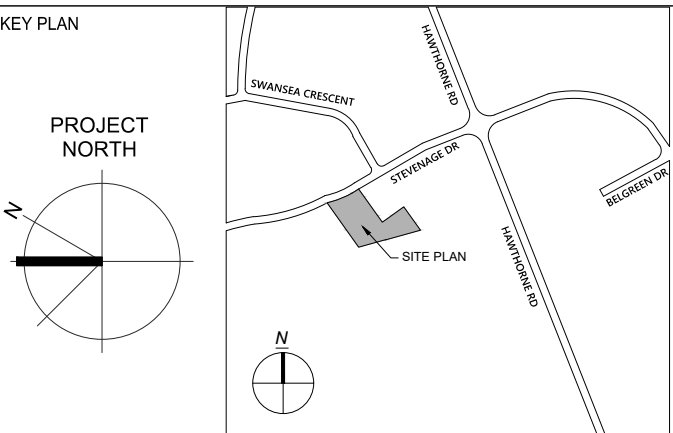 KEY PLAN
PROJECT
NORTH
N
SWANSEA CRESCENT
HAWTHORNE RD
STEVENAGE DR
BELGREEN DR
SITE PLAN
HAWTHORNE RD
N